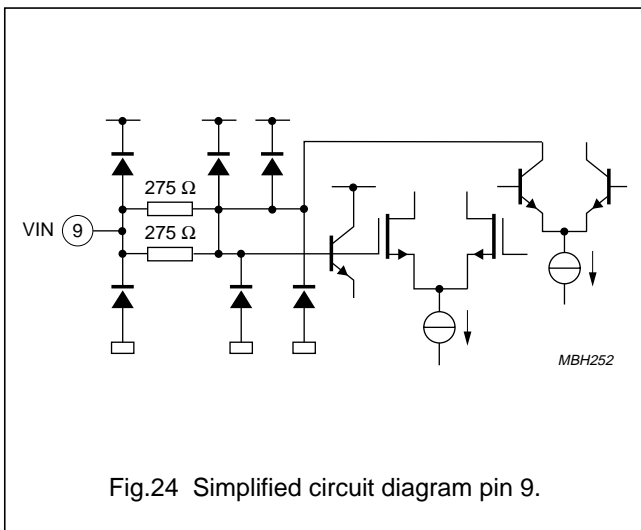 275 Ω
VIN 9
275 Ω
MBH252
Fig.24 Simplified circuit diagram pin 9.